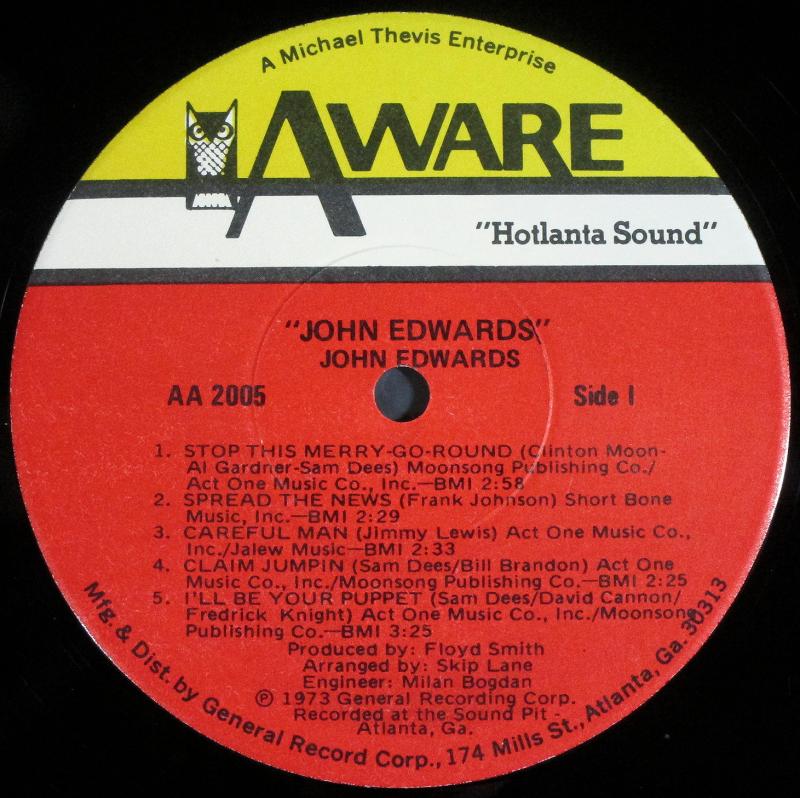 A Michael Thevis Enterprise
AWARE
"Hotlanta Sound"
"JOHN EDWARDS"
JOHN EDWARDS
AA 2005
Side I
1. STOP THIS MERRY-GO-ROUND (Clinton Moon-
Al Gardner-Sam Dees) Moonsong Publishing Co./
Act One Music Co., Inc.—BMI 2:58
2. SPREAD THE NEWS (Frank Johnson) Short Bone
Music, Inc.—BMI 2:29
3. CAREFUL MAN (Jimmy Lewis) Act One Music Co.,
Inc./Jalew Music—BMI 2:33
4. CLAIM JUMPIN (Sam Dees/Bill Brandon) Act One
Music Co., Inc./Moonsong Publishing Co.—BMI 2:25
5. I'LL BE YOUR PUPPET (Sam Dees/David Cannon/
Fredrick Knight) Act One Music Co., Inc./Moonsong
Publishing Co.—BMI 3:25
Produced by: Floyd Smith
Arranged by: Skip Lane
Engineer: Milan Bogdan
Ⓟ 1973 General Recording Corp.
Recorded at the Sound Pit -
Atlanta, Ga.
Mfg. & Dist. by General Record Corp., 174 Mills St., Atlanta, Ga. 30313